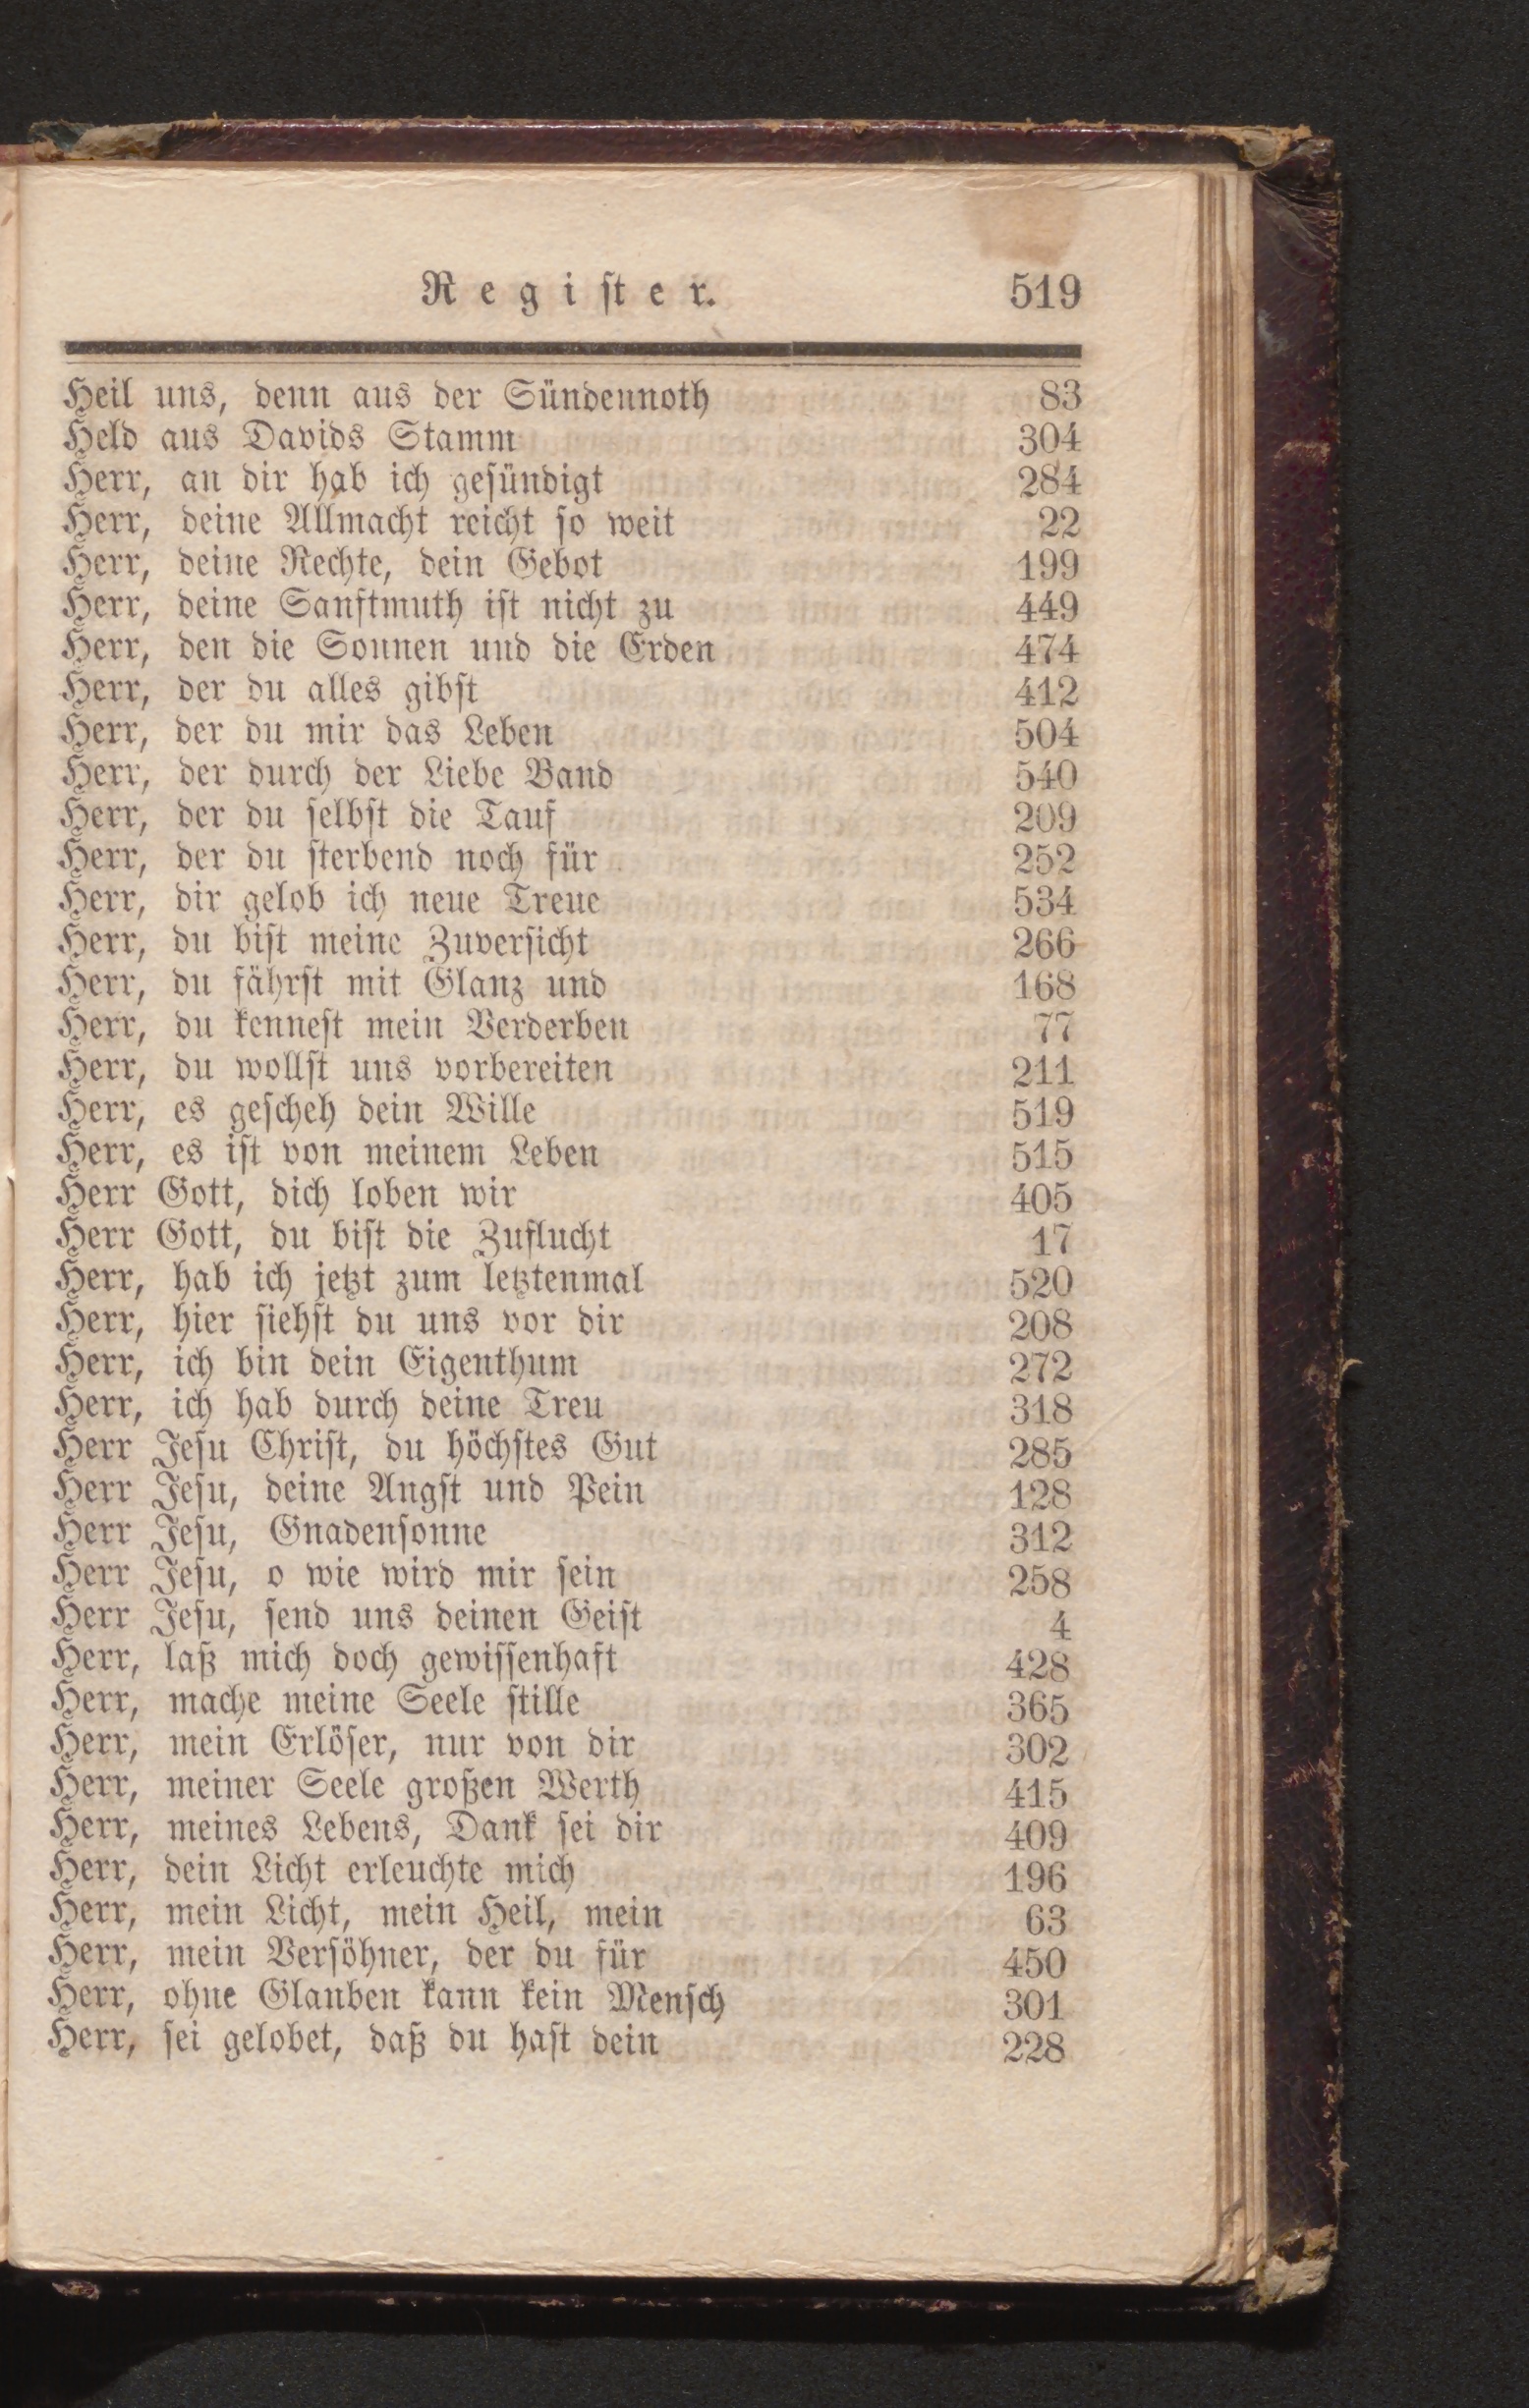 Register. 519
Heil uns, denn aus der Sündennoth 83
Held aus Davids Stamm 304
Herr, an dir hab ich gesündigt 284
Herr, deine Allmacht reicht so weit 22
Herr, deine Rechte, dein Gebot 199
Herr, deine Sanftmuth ist nicht zu 449
Herr, den die Sonnen und die Erden 474
Herr, der du alles gibst 412
Herr, der du mir das Leben 504
Herr, der durch der Liebe Band 540
Herr, der du selbst die Tauf 209
Herr, der du sterbend noch für 252
Herr, dir gelob ich neue Treue 534
Herr, du bist meine Zuversicht 266
Herr, du fährst mit Glanz und 168
Herr, du kennest mein Verderben 77
Herr, du wollst uns vorbereiten 211
Herr, es gescheh dein Wille 519
Herr, es ist von meinem Leben 515
Herr Gott, dich loben wir 405
Herr Gott, du bist die Zuflucht 17
Herr, hab ich jetzt zum letztenmal 520
Herr, hier siehst du uns vor dir 208
Herr, ich bin dein Eigenthum 272
Herr, ich hab durch deine Treu 318
Herr Jesu Christ, du höchstes Gut 285
Herr Jesu, deine Angst und Pein 128
Herr Jesu, Gnadensonne 312
Herr Jesu, o wie wird mir sein 258
Herr Jesu, send uns deinen Geist 4
Herr, laß mich doch gewissenhaft 428
Herr, mache meine Seele stille 365
Herr, mein Erlöser, nur von dir 302
Herr, meiner Seele großen Werth 415
Herr, meines Lebens, Dank sei dir 409
Herr, dein Licht erleuchte mich 196
Herr, mein Licht, mein Heil, mein 63
Herr, mein Versöhner, der du für 450
Herr, ohne Glauben kann kein Mensch 301
Herr, sei gelobet, daß du hast dein 228